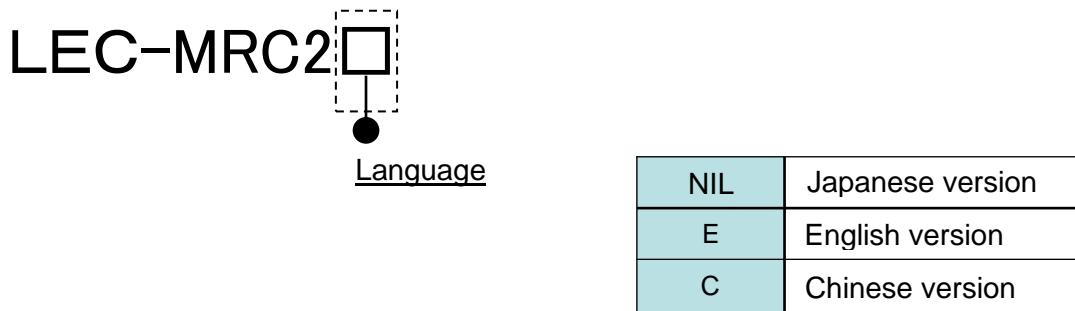 LEC-MRC2□
Language
NIL Japanese version
E English version
C Chinese version